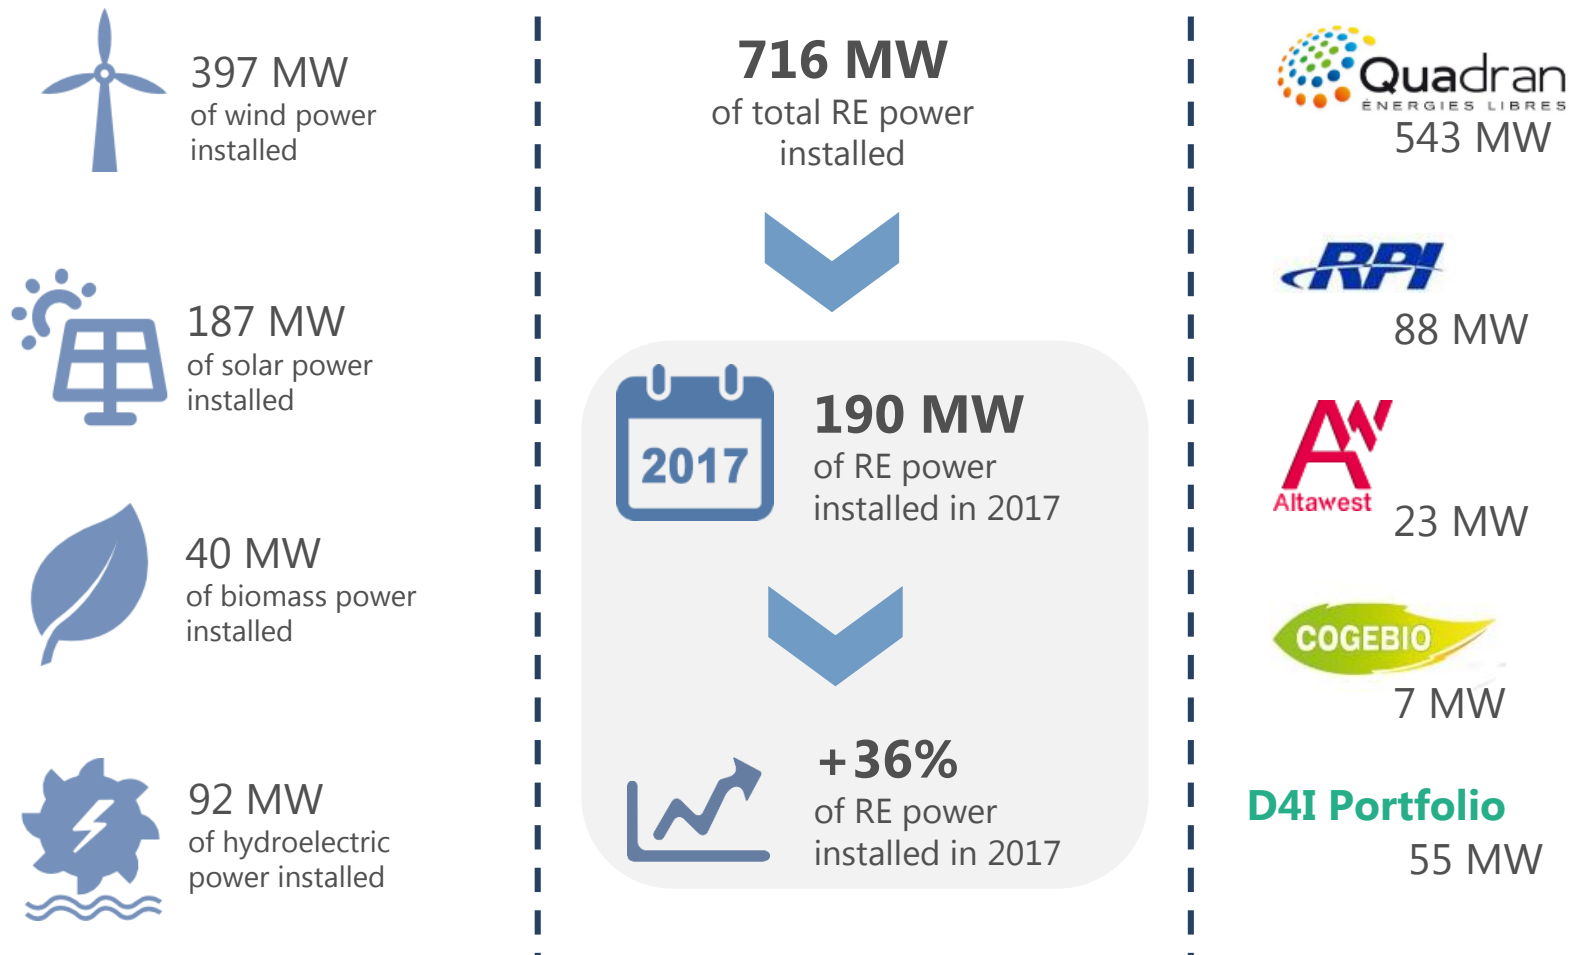 397 MW
of wind power
installed
187 MW
of solar power
installed
40 MW
of biomass power
installed
92 MW
of hydroelectric
power installed
716 MW
of total RE power
installed
2017
190 MW
of RE power
installed in 2017
+36%
of RE power
installed in 2017
Quadran
ÉNERGIES LIBRES
543 MW
RPI
88 MW
AW
Altawest
23 MW
COGEBIO
7 MW
D4I Portfolio
55 MW